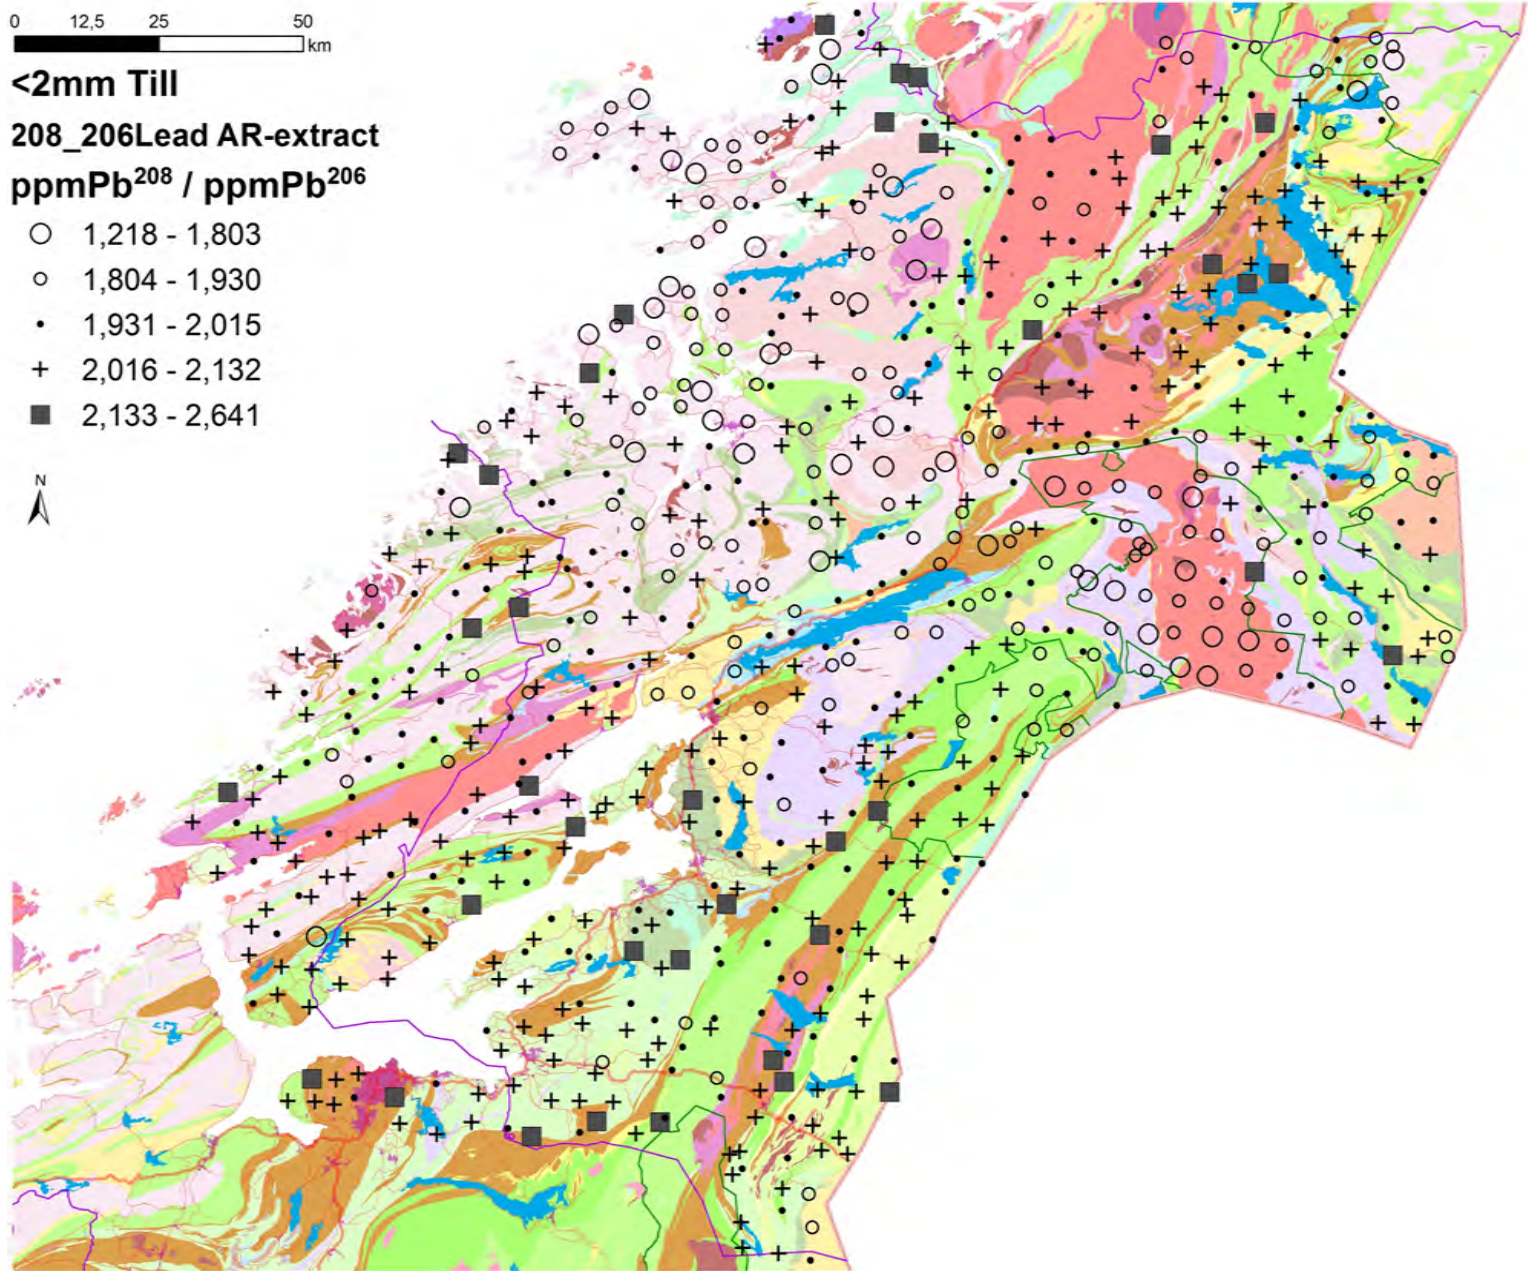 0 12,5 25 50
km
<2mm Till
208_206Lead AR-extract
ppmPb²⁰⁸ / ppmPb²⁰⁶
1,218 - 1,803
1,804 - 1,930
1,931 - 2,015
2,016 - 2,132
2,133 - 2,641
N